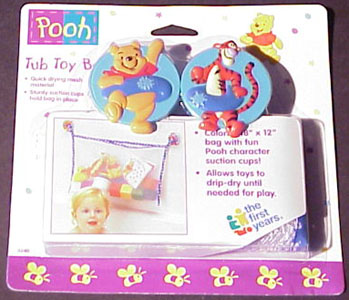 Pooh
Tub Toy B
• Quick drying mesh
material!
• Sturdy suction cups
hold bag in place
" x 12"
bag with fun
Pooh character
suction cups!
• Allows toys to
drip-dry until
needed for play.
the
first
years.